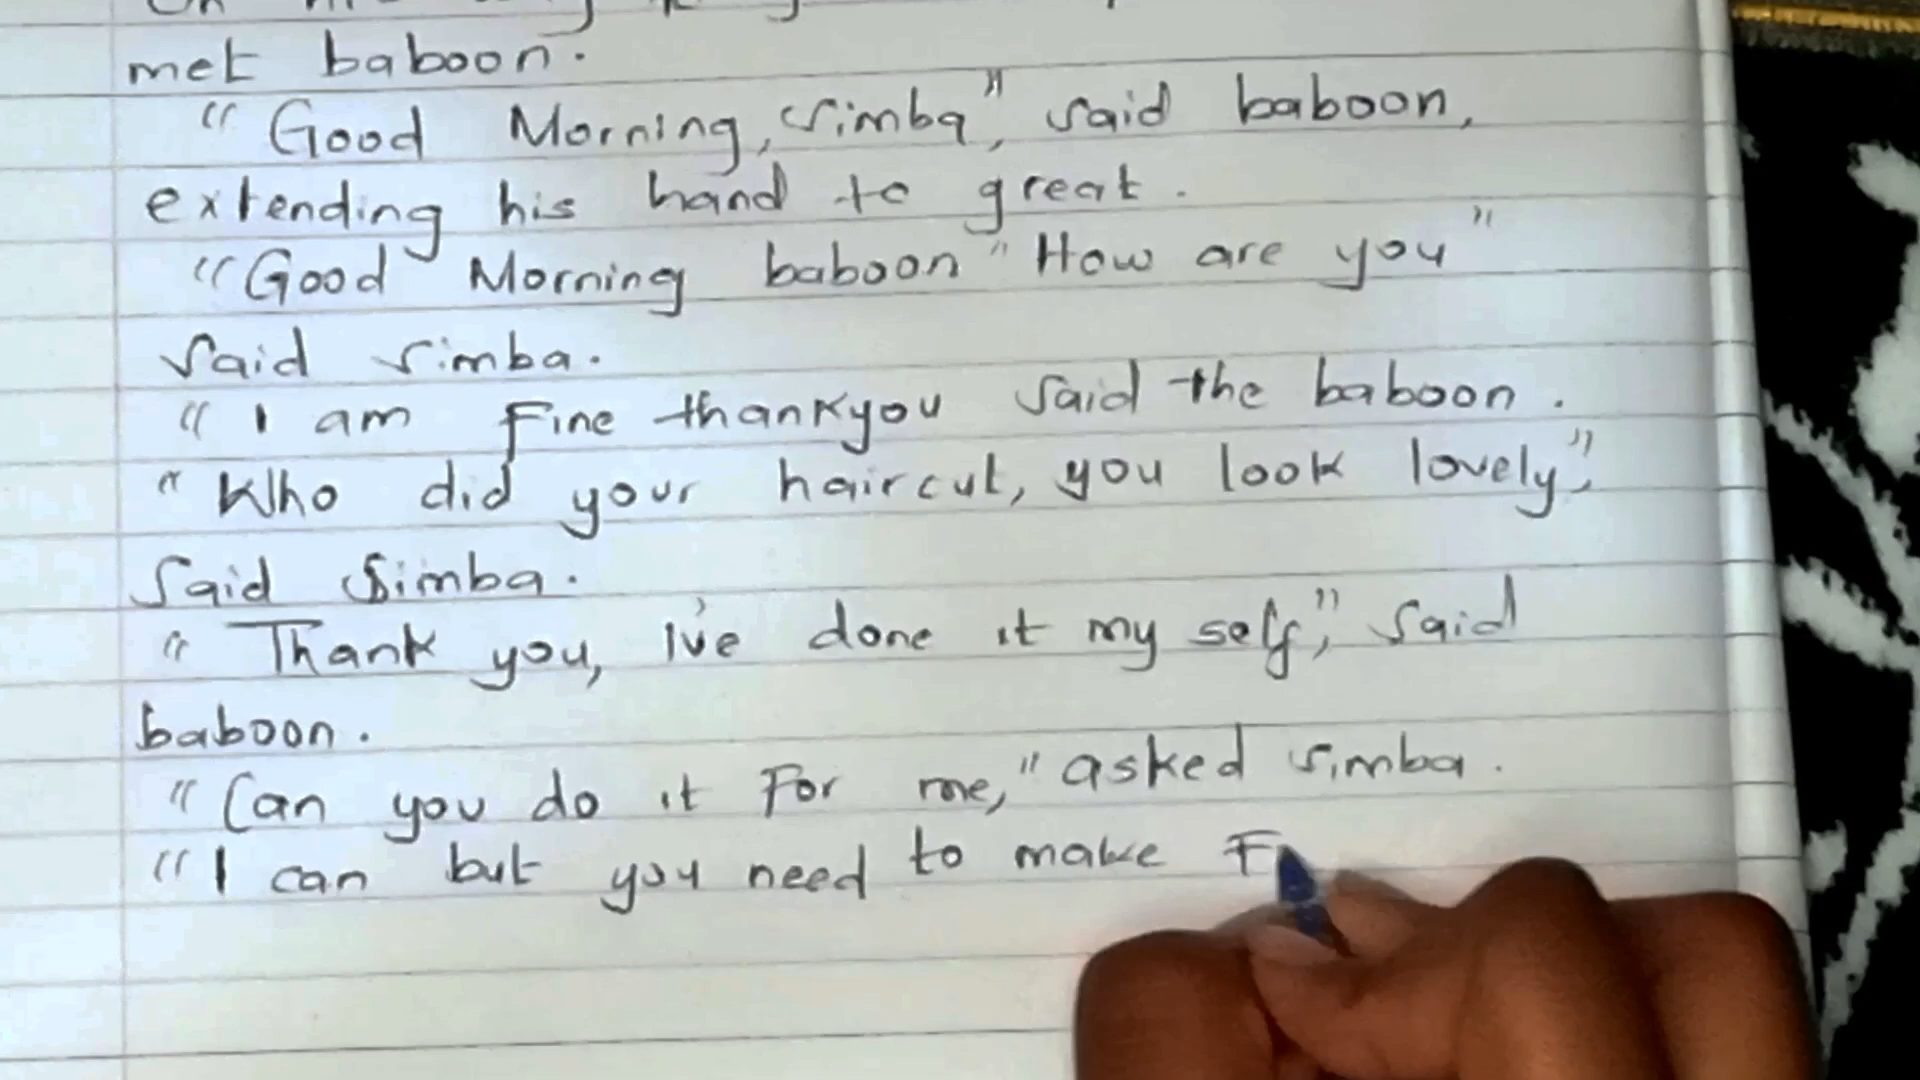 met baboon.
"Good Morning, Simba", said baboon,
extending his hand to great.
"Good Morning baboon" How are you"
Said Simba.
"I am Fine thankyou Said the baboon.
"Who did your haircut, you look lovely",
Said Simba.
"Thank you, iv'e done it my self", Said
baboon.
"Can you do it For me," asked Simba.
"I can but you need to make